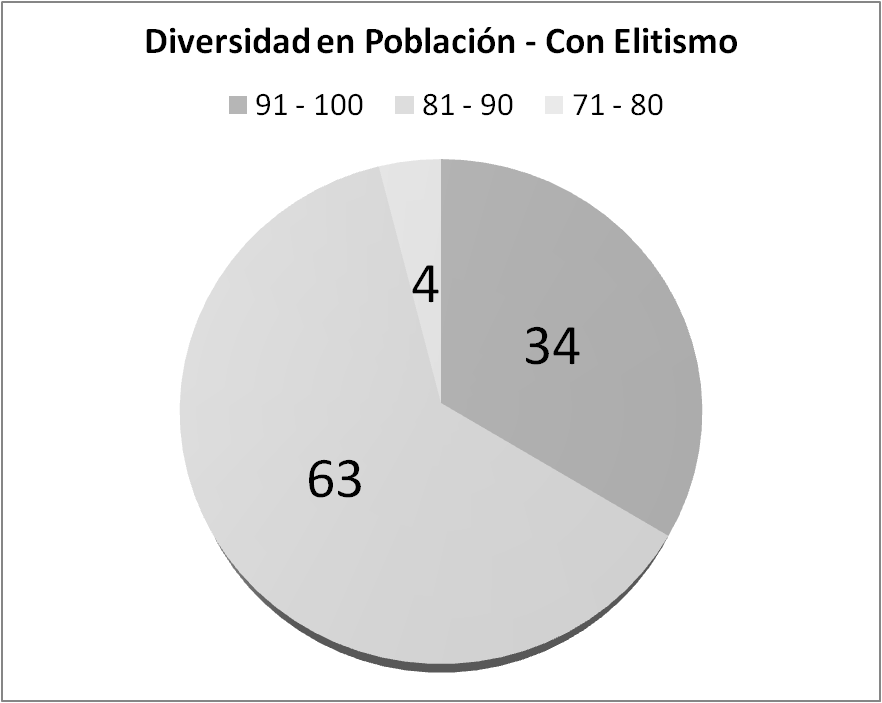 Diversidad en Población - Con Elitismo
91 - 100 81 - 90 71 - 80
4
34
63